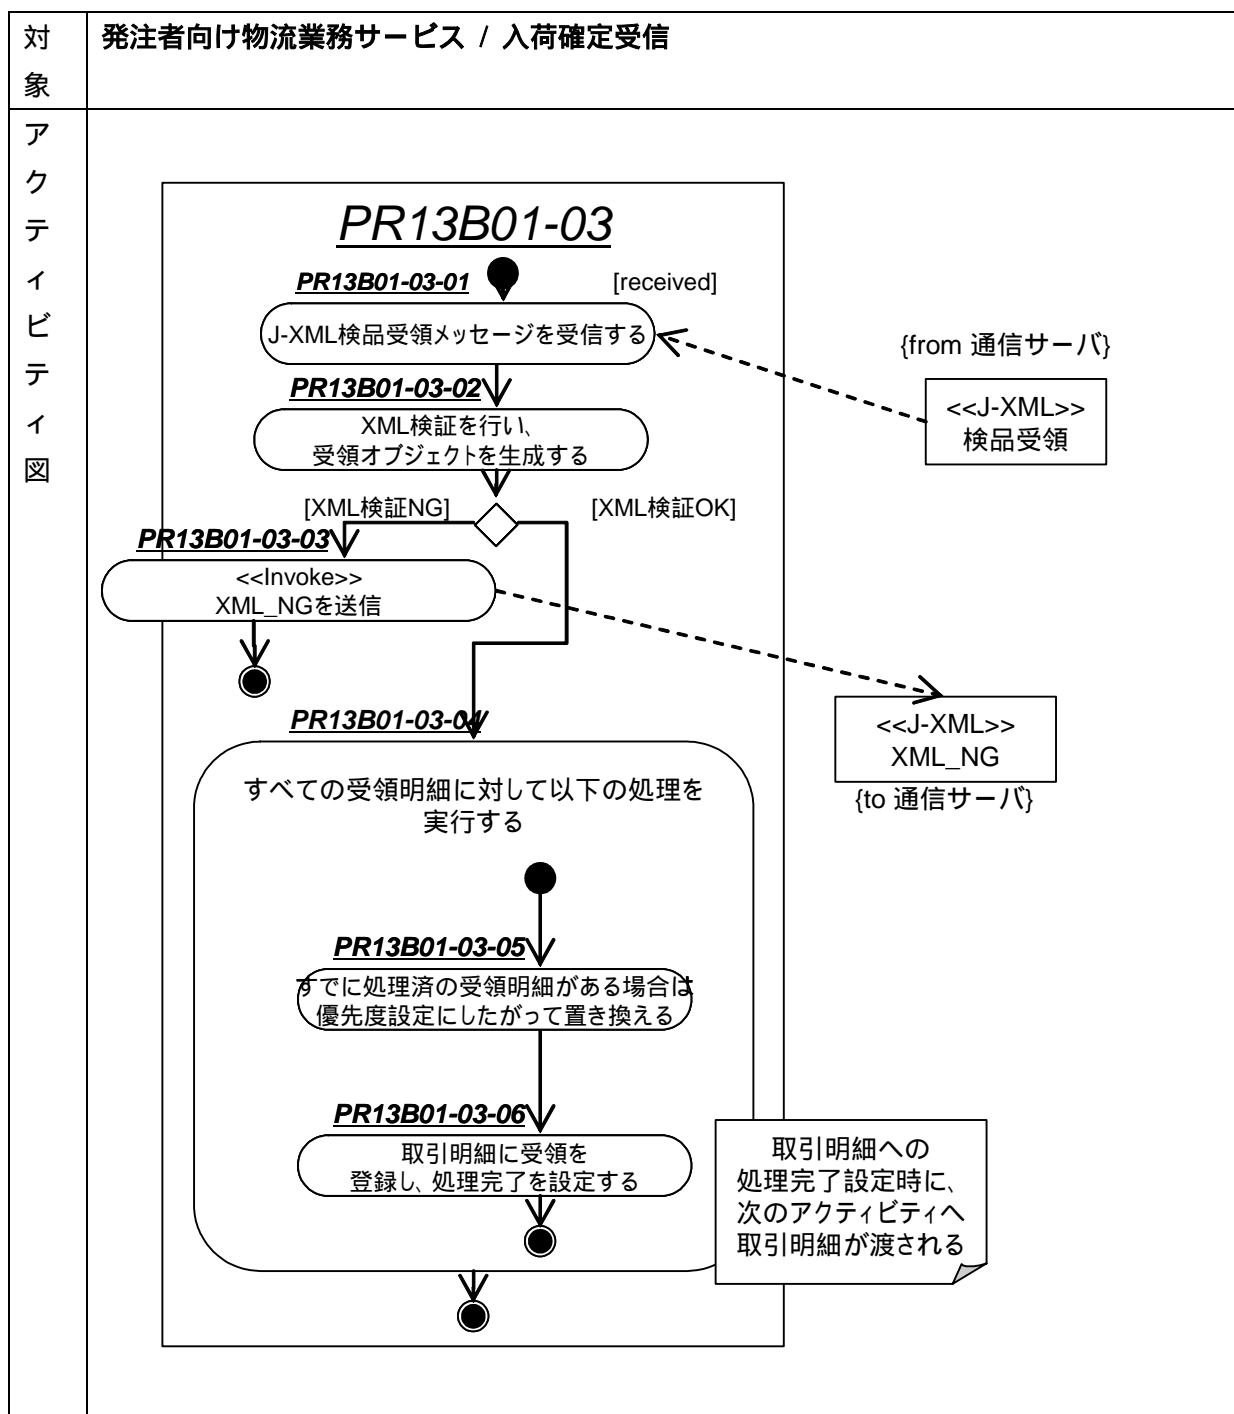 対
象
発注者向け物流業務サービス / 入荷確定受信
ア
ク
テ
ィ
ビ
テ
ィ
図
PR13B01-03
PR13B01-03-01
[received]
J-XML検品受領メッセージを受信する
{from 通信サーバ}
<<J-XML>>
検品受領
PR13B01-03-02
XML検証を行い、
受領オブジェクトを生成する
[XML検証NG]
[XML検証OK]
PR13B01-03-03
<<Invoke>>
XML_NGを送信
<<J-XML>>
XML_NG
{to 通信サーバ}
PR13B01-03-04
すべての受領明細に対して以下の処理を
実行する
PR13B01-03-05
すでに処理済の受領明細がある場合は
優先度設定にしたがって置き換える
PR13B01-03-06
取引明細に受領を
登録し、処理完了を設定する
取引明細への
処理完了設定時に、
次のアクティビティへ
取引明細が渡される